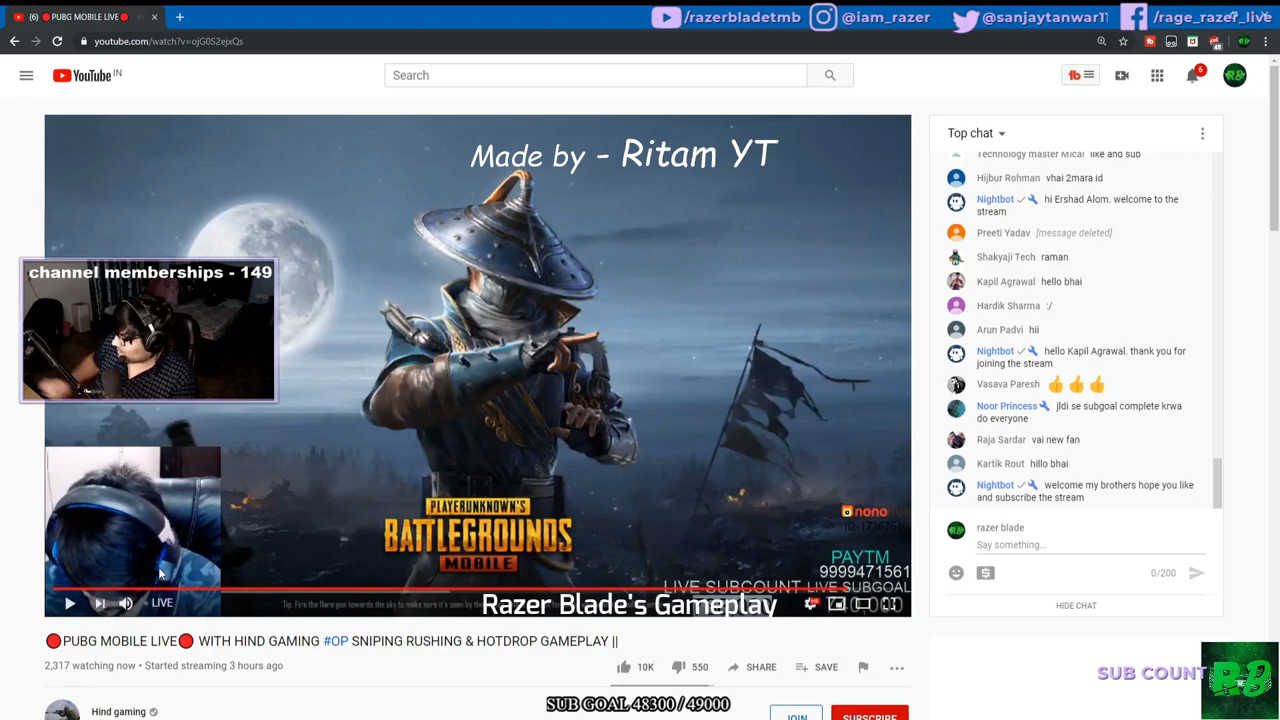 (6) 🔴PUBG MOBILE LIVE🔴
/razerbladetmb
@iam_razer
@sanjaytanwar11
/rage_razer_live
youtube.com/watch?v=ojG0S2ejxQs
48
YouTube IN
Search
6
Made by - Ritam YT
channel memberships - 149
PLAYERUNKNOWN'S
BATTLEGROUNDS
MOBILE
nono
PAYTM
9999471561
LIVE SUBCOUNT LIVE SUBGOAL
Razer Blade's Gameplay
LIVE
Top chat
Technology master Mical like and sub
Hijbur Rohman vhai 2mara id
Nightbot hi Ershad Alom. welcome to the
stream
Preeti Yadav [message deleted]
Shakyaji Tech raman
Kapil Agrawal hello bhai
Hardik Sharma :/
Arun Padvi hii
Nightbot hello Kapil Agrawal. thank you for
joining the stream
Vasava Paresh 👍👍👍
Noor Princess jldi se subgoal complete krwa
do everyone
Raja Sardar vai new fan
Kartik Rout hillo bhai
Nightbot welcome my brothers hope you like
and subscribe the stream
razer blade
Say something...
0/200
HIDE CHAT
🔴PUBG MOBILE LIVE🔴 WITH HIND GAMING #OP SNIPING RUSHING & HOTDROP GAMEPLAY ||
2,317 watching now • Started streaming 3 hours ago
10K
550
SHARE
SAVE
SUB COUNT
RB
SUB GOAL 48300 / 49000
Hind gaming
JOIN
SUBSCRIBE